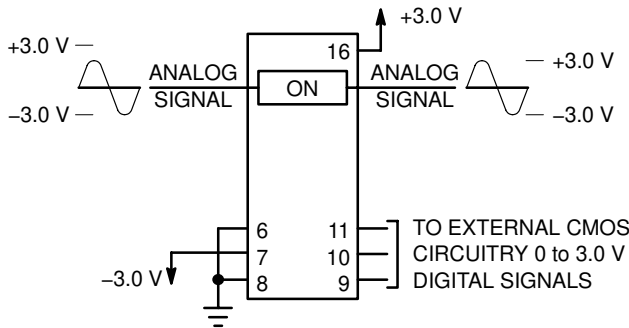 +3.0 V
16
+3.0 V
ANALOG
SIGNAL
–3.0 V
ON
ANALOG
SIGNAL
+3.0 V
–3.0 V
6
7
8
–3.0 V
11
10
9
TO EXTERNAL CMOS
CIRCUITRY 0 to 3.0 V
DIGITAL SIGNALS